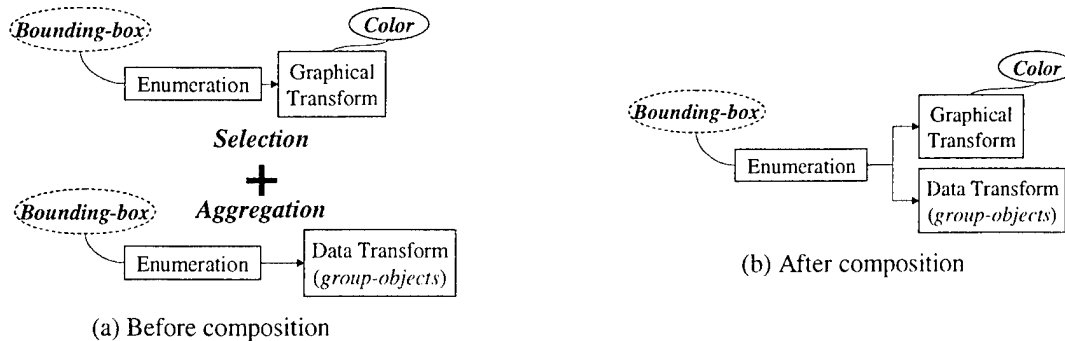 Bounding-box
Color
Enumeration
Graphical
Transform
Selection
+
Aggregation
Bounding-box
Enumeration
Data Transform
(group-objects)
(a) Before composition
Color
Bounding-box
Graphical
Transform
Enumeration
Data Transform
(group-objects)
(b) After composition